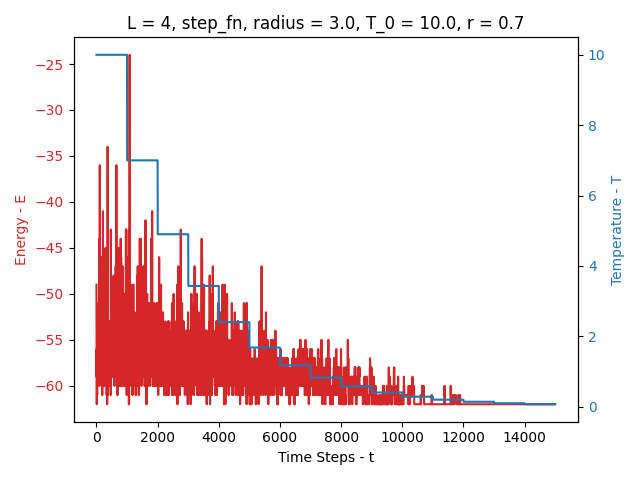 L = 4, step_fn, radius = 3.0, T_0 = 10.0, r = 0.7
Energy - E
−25
−30
−35
−40
−45
−50
−55
−60
Temperature - T
10
8
6
4
2
0
0 2000 4000 6000 8000 10000 12000 14000
Time Steps - t